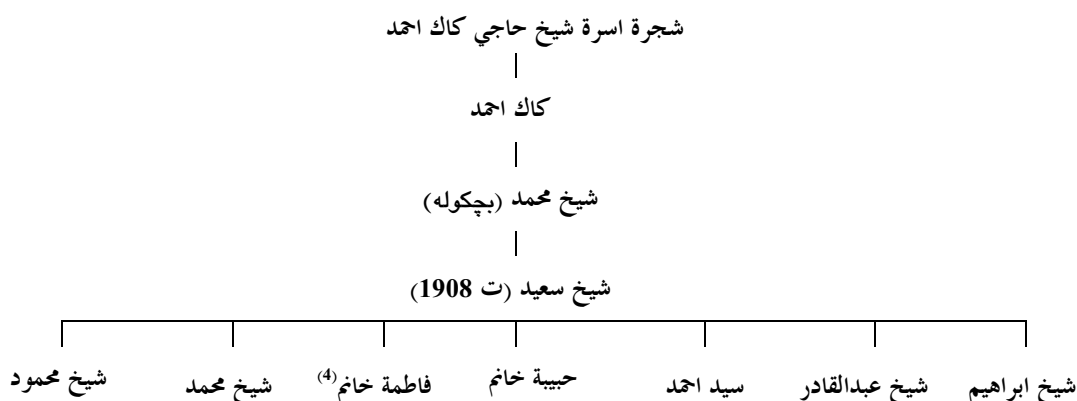 شجرة اسرة شيخ حاجي كاك احمد
كاك احمد
شيخ محمد (بچكوله)
شيخ سعيد (ت 1908)
شيخ ابراهيم شيخ عبدالقادر سيد احمد حبيبة خانم فاطمة خانم(4) شيخ محمد شيخ محمود